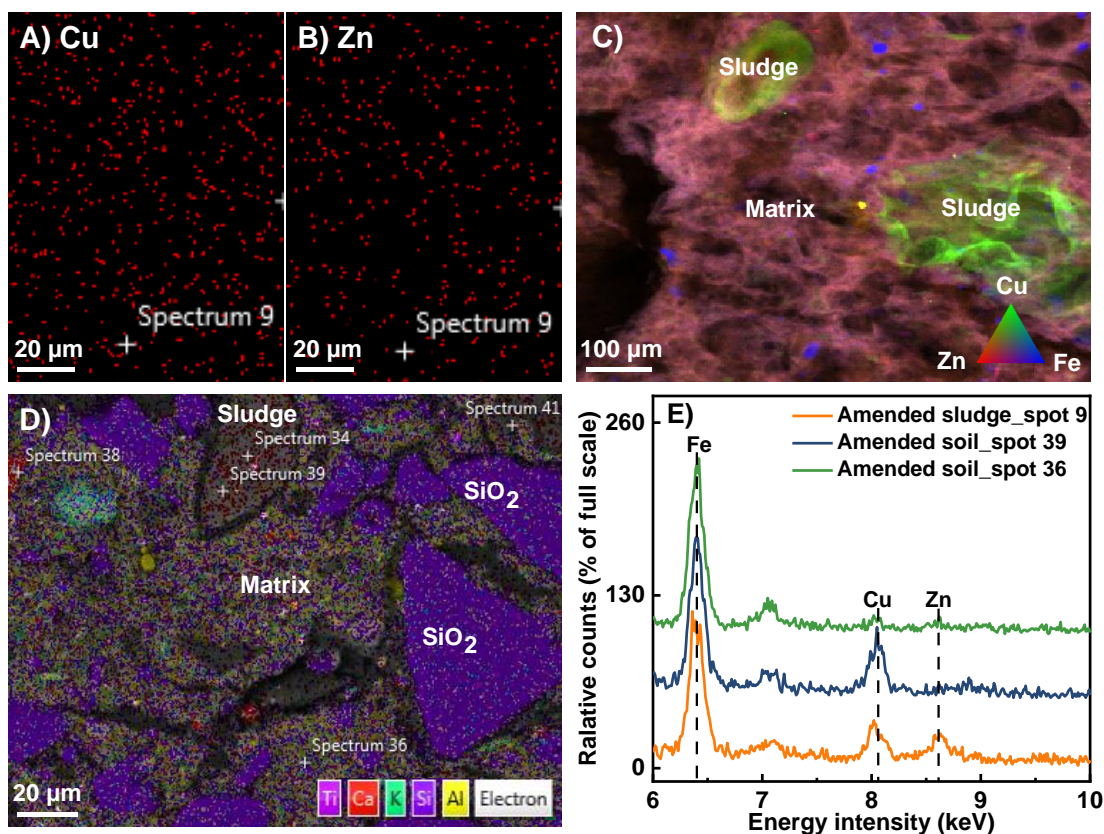 A) Cu
Spectrum 9
20 µm
B) Zn
Spectrum 9
20 µm
C)
Sludge
Matrix
Sludge
Cu
Zn
Fe
100 µm
D)
Sludge
Spectrum 41
Spectrum 34
Spectrum 38
Spectrum 39
SiO2
Matrix
SiO2
Spectrum 36
20 µm
Ti Ca K Si Al Electron
E)
Amended sludge_spot 9
Amended soil_spot 39
Amended soil_spot 36
Fe
Cu
Zn
260
130
0
Ralative counts (% of full scale)
6 7 8 9 10
Energy intensity (keV)